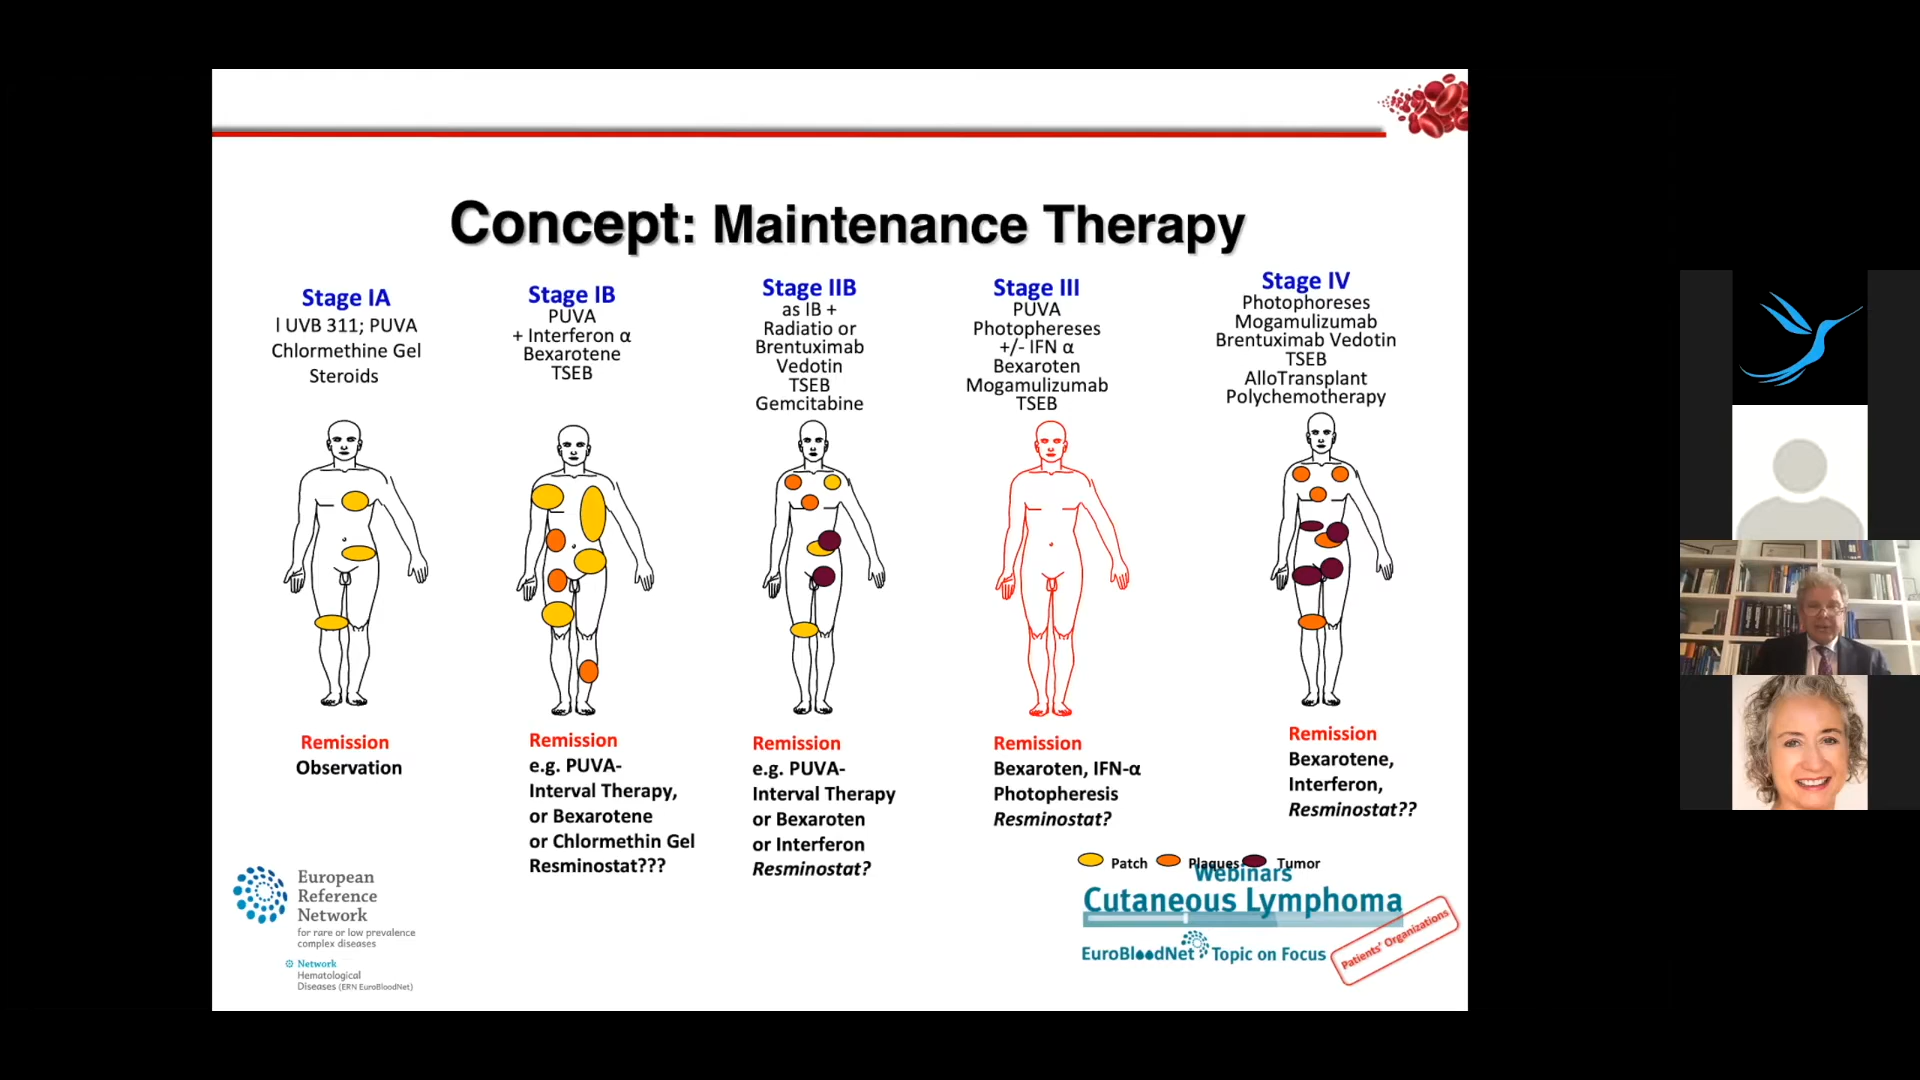 Concept: Maintenance Therapy
Stage IA
l UVB 311; PUVA
Chlormethine Gel
Steroids
Stage IB
PUVA
+ Interferon α
Bexarotene
TSEB
Stage IIB
as IB +
Radiatio or
Brentuximab
Vedotin
TSEB
Gemcitabine
Stage III
PUVA
Photophereses
+/- IFN α
Bexaroten
Mogamulizumab
TSEB
Stage IV
Photophoreses
Mogamulizumab
Brentuximab Vedotin
TSEB
AlloTransplant
Polychemotherapy
Remission
Observation
Remission
e.g. PUVA-
Interval Therapy,
or Bexarotene
or Chlormethin Gel
Resminostat???
Remission
e.g. PUVA-
Interval Therapy
or Bexaroten
or Interferon
Resminostat?
Remission
Bexaroten, IFN-α
Photopheresis
Resminostat?
Remission
Bexarotene,
Interferon,
Resminostat??
Patch Plaques Tumor
European
Reference
Network
for rare or low prevalence
complex diseases
Network
Hematological
Diseases (ERN EuroBloodNet)
Webinars
Cutaneous Lymphoma
EuroBloodNet Topic on Focus
Patients' Organizations